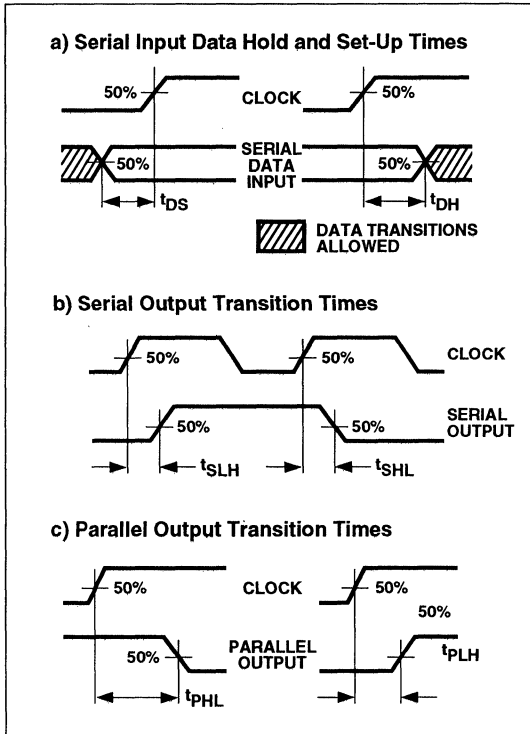 a) Serial Input Data Hold and Set-Up Times
50%
CLOCK
50%
50%
SERIAL
DATA
INPUT
50%
tDS
tDH
DATA TRANSITIONS
ALLOWED
b) Serial Output Transition Times
50%
50%
CLOCK
50%
50%
SERIAL
OUTPUT
tSLH
tSHL
c) Parallel Output Transition Times
50%
CLOCK
50%
50%
50%
PARALLEL
OUTPUT
tPLH
tPHL